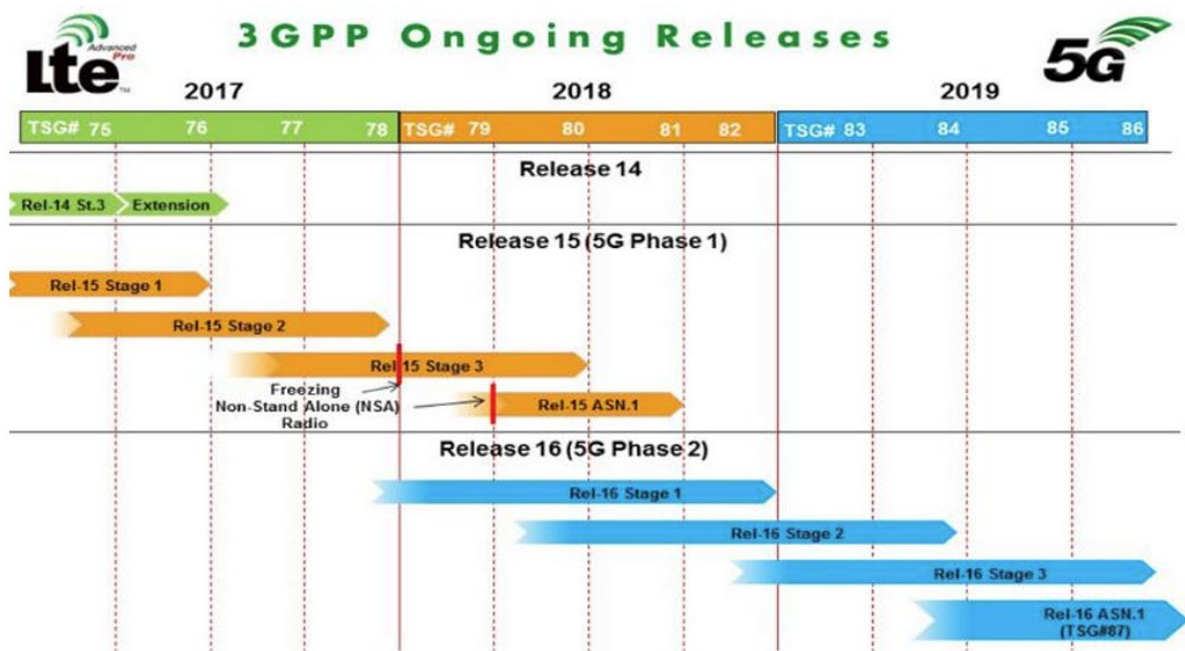 Advanced
Pro
LTE
TM
3GPP Ongoing Releases
5G
2017
2018
2019
TSG# 75 76 77 78 TSG# 79 80 81 82 TSG# 83 84 85 86
Release 14
Rel-14 St.3 Extension
Release 15 (5G Phase 1)
Rel-15 Stage 1
Rel-15 Stage 2
Rel-15 Stage 3
Freezing
Non-Stand Alone (NSA)
Radio
Rel-15 ASN.1
Release 16 (5G Phase 2)
Rel-16 Stage 1
Rel-16 Stage 2
Rel-16 Stage 3
Rel-16 ASN.1
(TSG#87)